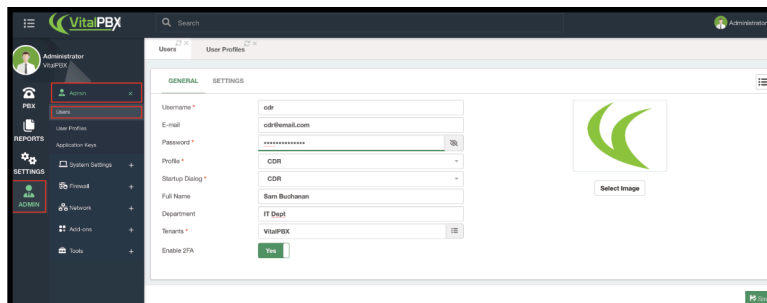 VitalPBX
Search
Administrator
Administrator
VitalPBX
Users
User Profiles
PBX
REPORTS
SETTINGS
ADMIN
Admin
Users
User Profiles
Application Keys
System Settings
Firewall
Network
Add-ons
Tools
GENERAL SETTINGS
Username * cdr
E-mail cdr@email.com
Password * **************
Profile * CDR
Startup Dialog * CDR
Full Name Sam Buchanan
Department IT Dept
Tenants * VitalPBX
Enable 2FA Yes
Select Image